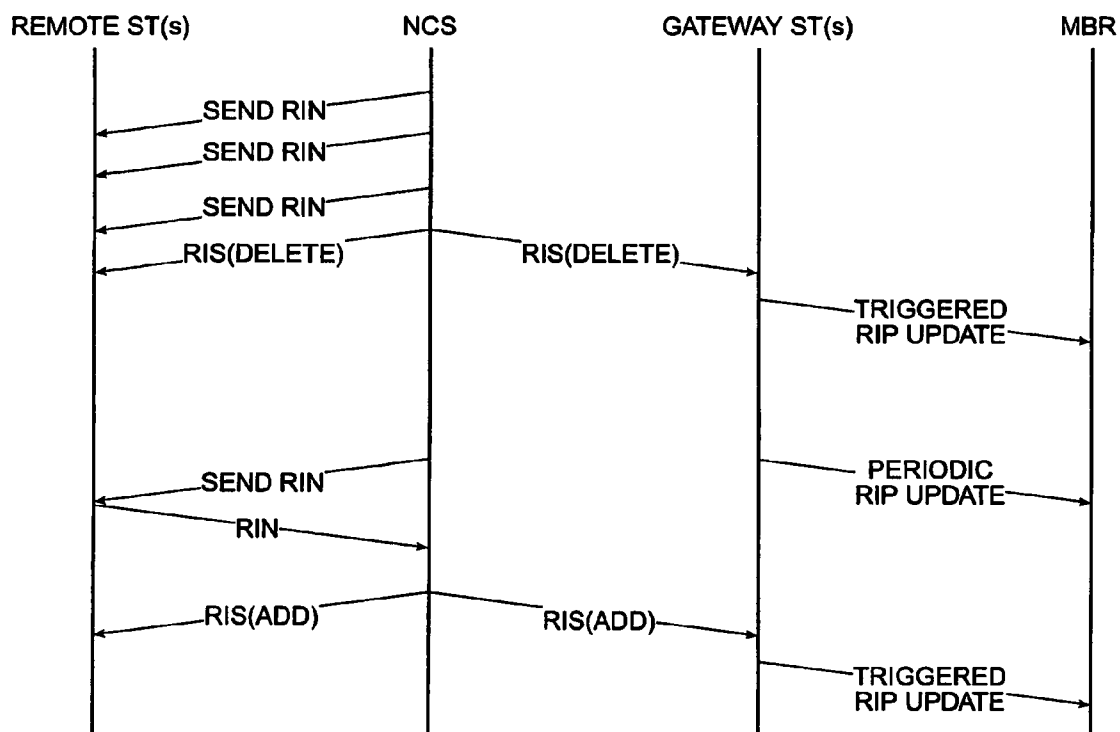 REMOTE ST(s)
NCS
GATEWAY ST(s)
MBR
SEND RIN
SEND RIN
SEND RIN
RIS(DELETE)
RIS(DELETE)
TRIGGERED
RIP UPDATE
SEND RIN
PERIODIC
RIP UPDATE
RIN
RIS(ADD)
RIS(ADD)
TRIGGERED
RIP UPDATE